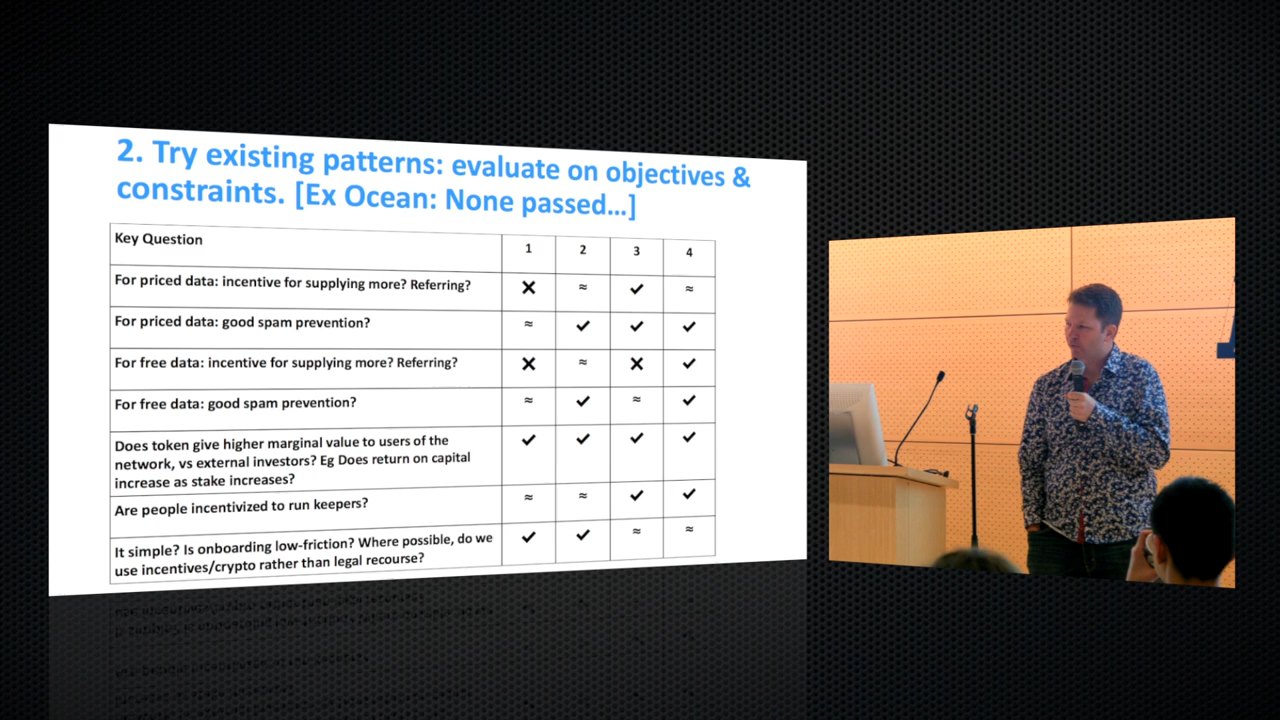 2. Try existing patterns: evaluate on objectives &
constraints. [Ex Ocean: None passed...]
Key Question 1 2 3 4
For priced data: incentive for supplying more? Referring? ✕ ≈ ✓ ≈
For priced data: good spam prevention? ≈ ✓ ✓ ✓
For free data: incentive for supplying more? Referring? ✕ ≈ ✕ ✓
For free data: good spam prevention? ≈ ✓ ≈ ✓
Does token give higher marginal value to users of the
network, vs external investors? Eg Does return on capital
increase as stake increases? ✓ ✓ ✓ ✓
Are people incentivized to run keepers? ≈ ≈ ✓ ✓
It simple? Is onboarding low-friction? Where possible, do we
use incentives/crypto rather than legal recourse? ✓ ✓ ≈ ≈